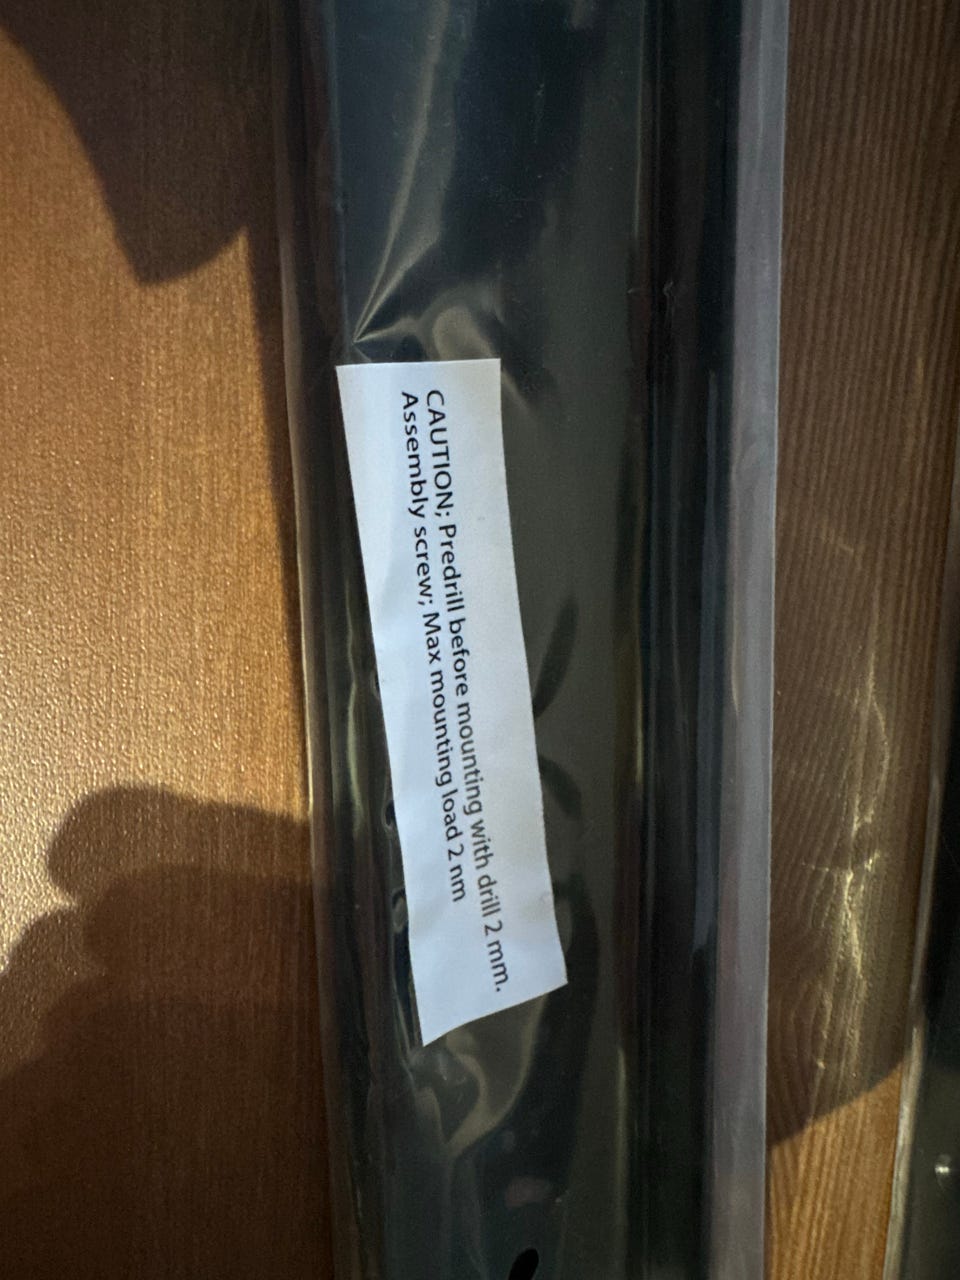 CAUTION; Predrill before mounting with drill 2 mm.
Assembly screw; Max mounting load 2 nm